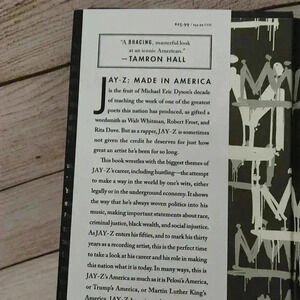 $25.99 /
"A BRACING, masterful look
at an iconic American."
—TAMRON HALL
JAY-Z: MADE IN AMERICA
is the fruit of Michael Eric Dyson's decade
of teaching the work of one of the greatest
poets this nation has produced, as gifted a
wordsmith as Walt Whitman, Robert Frost, and
Rita Dove. But as a rapper, JAY-Z is sometimes
not given the credit he deserves for just how
great an artist he's been for so long.
This book wrestles with the biggest themes of
JAY-Z's career, including hustling—the attempt
to make a way in the world by one's wits, either
legally or in the underground economy. It shows
the way that he's always woven politics into his
music, making important statements about race,
criminal justice, black wealth, and social injustice.
As JAY-Z enters his fifties, and to mark his thirty
years as a recording artist, this is the perfect time
to take a look at his career and his role in making
this nation what it is today. In many ways, this is
JAY-Z's America as much as it's Pelosi's America,
or Trump's America, or Martin Luther King's
America. JAY-Z